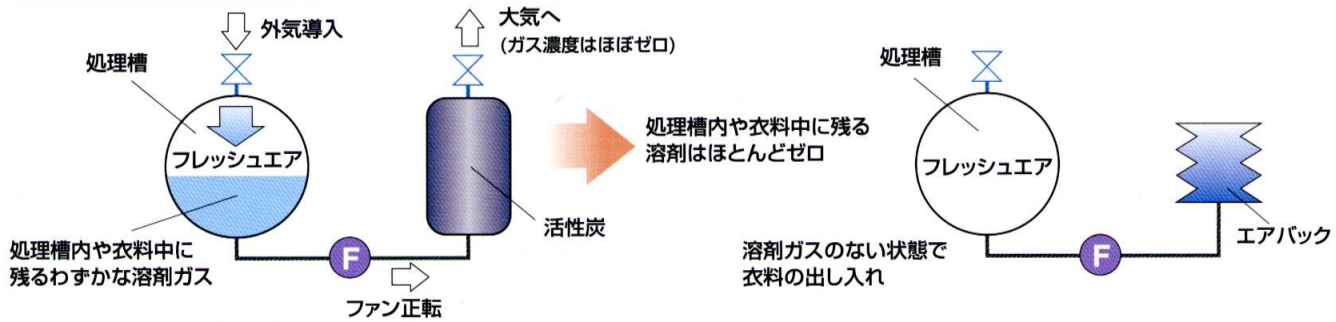 外気導入
処理槽
フレッシュエア
処理槽内や衣料中に
残るわずかな溶剤ガス
F
ファン正転
大気へ
(ガス濃度はほぼゼロ)
活性炭
処理槽内や衣料中に残る
溶剤はほとんどゼロ
処理槽
フレッシュエア
溶剤ガスのない状態で
衣料の出し入れ
F
エアバック